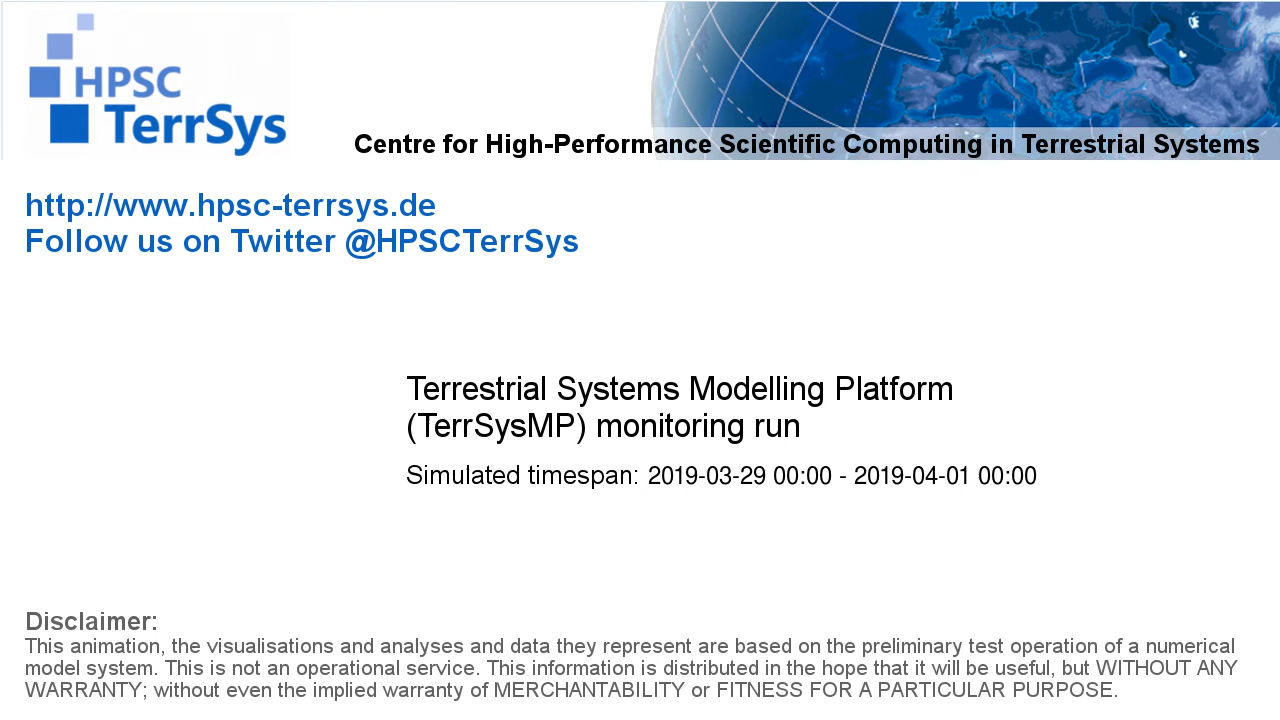 HPSC
TerrSys
Centre for High-Performance Scientific Computing in Terrestrial Systems
http://www.hpsc-terrsys.de
Follow us on Twitter @HPSCTerrSys
Terrestrial Systems Modelling Platform
(TerrSysMP) monitoring run
Simulated timespan: 2019-03-29 00:00 - 2019-04-01 00:00
Disclaimer:
This animation, the visualisations and analyses and data they represent are based on the preliminary test operation of a numerical
model system. This is not an operational service. This information is distributed in the hope that it will be useful, but WITHOUT ANY
WARRANTY; without even the implied warranty of MERCHANTABILITY or FITNESS FOR A PARTICULAR PURPOSE.